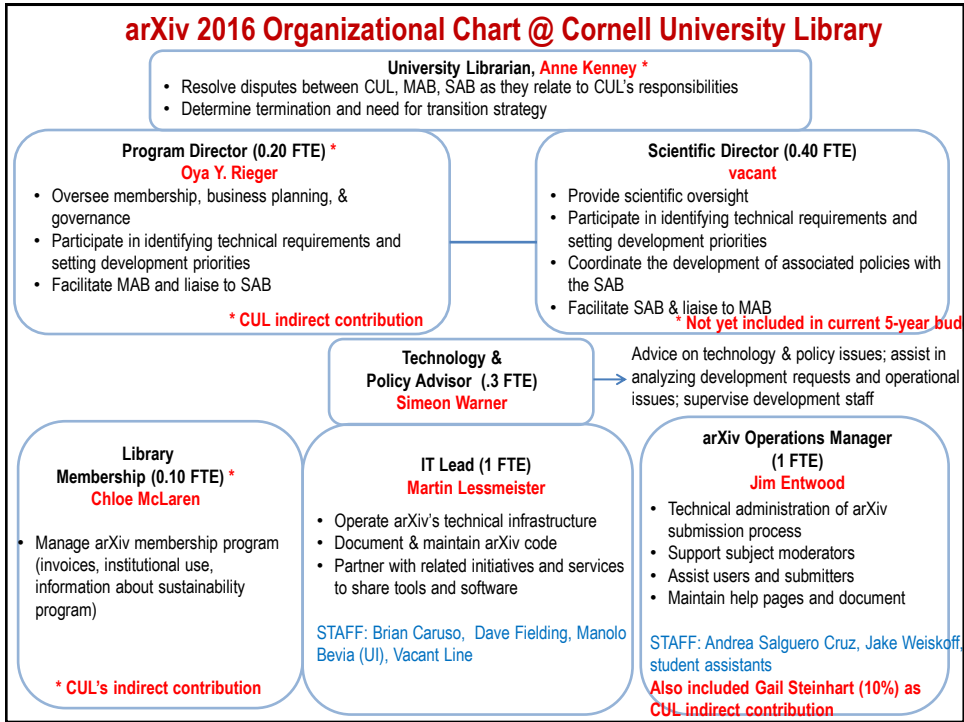 arXiv 2016 Organizational Chart @ Cornell University Library
University Librarian, Anne Kenney *
• Resolve disputes between CUL, MAB, SAB as they relate to CUL's responsibilities
• Determine termination and need for transition strategy
Program Director (0.20 FTE) *
Oya Y. Rieger
• Oversee membership, business planning, &
governance
• Participate in identifying technical requirements and
setting development priorities
• Facilitate MAB and liaise to SAB
* CUL indirect contribution
Scientific Director (0.40 FTE)
vacant
• Provide scientific oversight
• Participate in identifying technical requirements and
setting development priorities
• Coordinate the development of associated policies with
the SAB
• Facilitate SAB & liaise to MAB
* Not yet included in current 5-year bud
Technology &
Policy Advisor (.3 FTE)
Simeon Warner
Advice on technology & policy issues; assist in
analyzing development requests and operational
issues; supervise development staff
Library
Membership (0.10 FTE) *
Chloe McLaren
• Manage arXiv membership program
(invoices, institutional use,
information about sustainability
program)
* CUL's indirect contribution
IT Lead (1 FTE)
Martin Lessmeister
• Operate arXiv's technical infrastructure
• Document & maintain arXiv code
• Partner with related initiatives and services
to share tools and software
STAFF: Brian Caruso, Dave Fielding, Manolo
Bevia (UI), Vacant Line
arXiv Operations Manager
(1 FTE)
Jim Entwood
• Technical administration of arXiv
submission process
• Support subject moderators
• Assist users and submitters
• Maintain help pages and document
STAFF: Andrea Salguero Cruz, Jake Weiskoff,
student assistants
Also included Gail Steinhart (10%) as
CUL indirect contribution